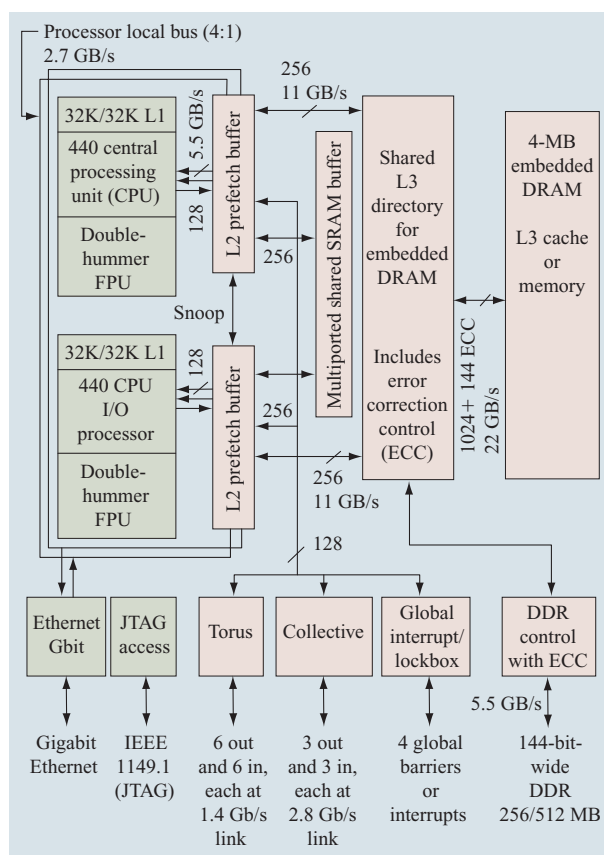 Processor local bus (4:1)
2.7 GB/s
256
11 GB/s
32K/32K L1
440 central
processing
unit (CPU)
Double-
hummer
FPU
5.5 GB/s
128
L2 prefetch buffer
256
Multiported shared SRAM buffer
Shared
L3
directory
for
embedded
DRAM
Includes
error
correction
control
(ECC)
4-MB
embedded
DRAM
L3 cache
or
memory
1024+ 144 ECC
22 GB/s
Snoop
32K/32K L1
440 CPU
I/O
processor
Double-
hummer
FPU
128
L2 prefetch buffer
256
256
11 GB/s
128
Ethernet
Gbit
JTAG
access
Torus
Collective
Global
interrupt/
lockbox
DDR
control
with ECC
5.5 GB/s
Gigabit
Ethernet
IEEE
1149.1
(JTAG)
6 out
and 6 in,
each at
1.4 Gb/s
link
3 out
and 3 in,
each at
2.8 Gb/s
link
4 global
barriers
or
interrupts
144-bit-
wide
DDR
256/512 MB